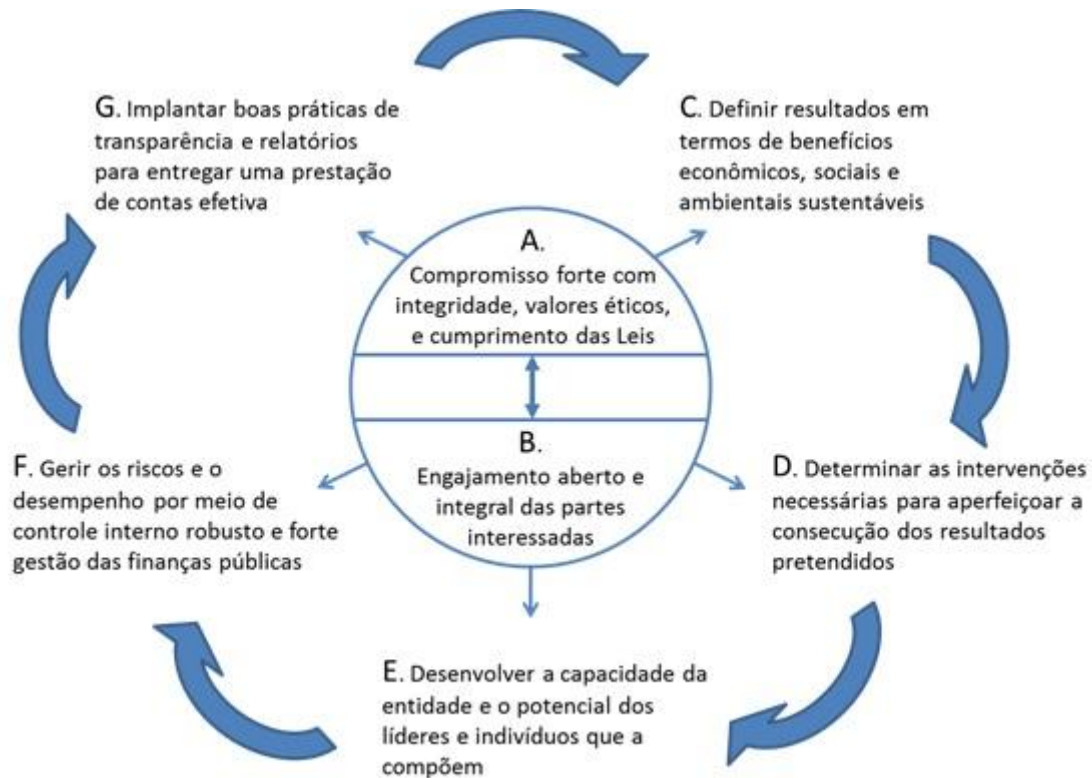 G. Implantar boas práticas de
transparência e relatórios
para entregar uma prestação
de contas efetiva
C. Definir resultados em
termos de benefícios
econômicos, sociais e
ambientais sustentáveis
A.
Compromisso forte com
integridade, valores éticos,
e cumprimento das Leis
B.
Engajamento aberto e
integral das partes
interessadas
F. Gerir os riscos e o
desempenho por meio de
controle interno robusto e forte
gestão das finanças públicas
D. Determinar as intervenções
necessárias para aperfeiçoar a
consecução dos resultados
pretendidos
E. Desenvolver a capacidade da
entidade e o potencial dos
líderes e indivíduos que a
compõem